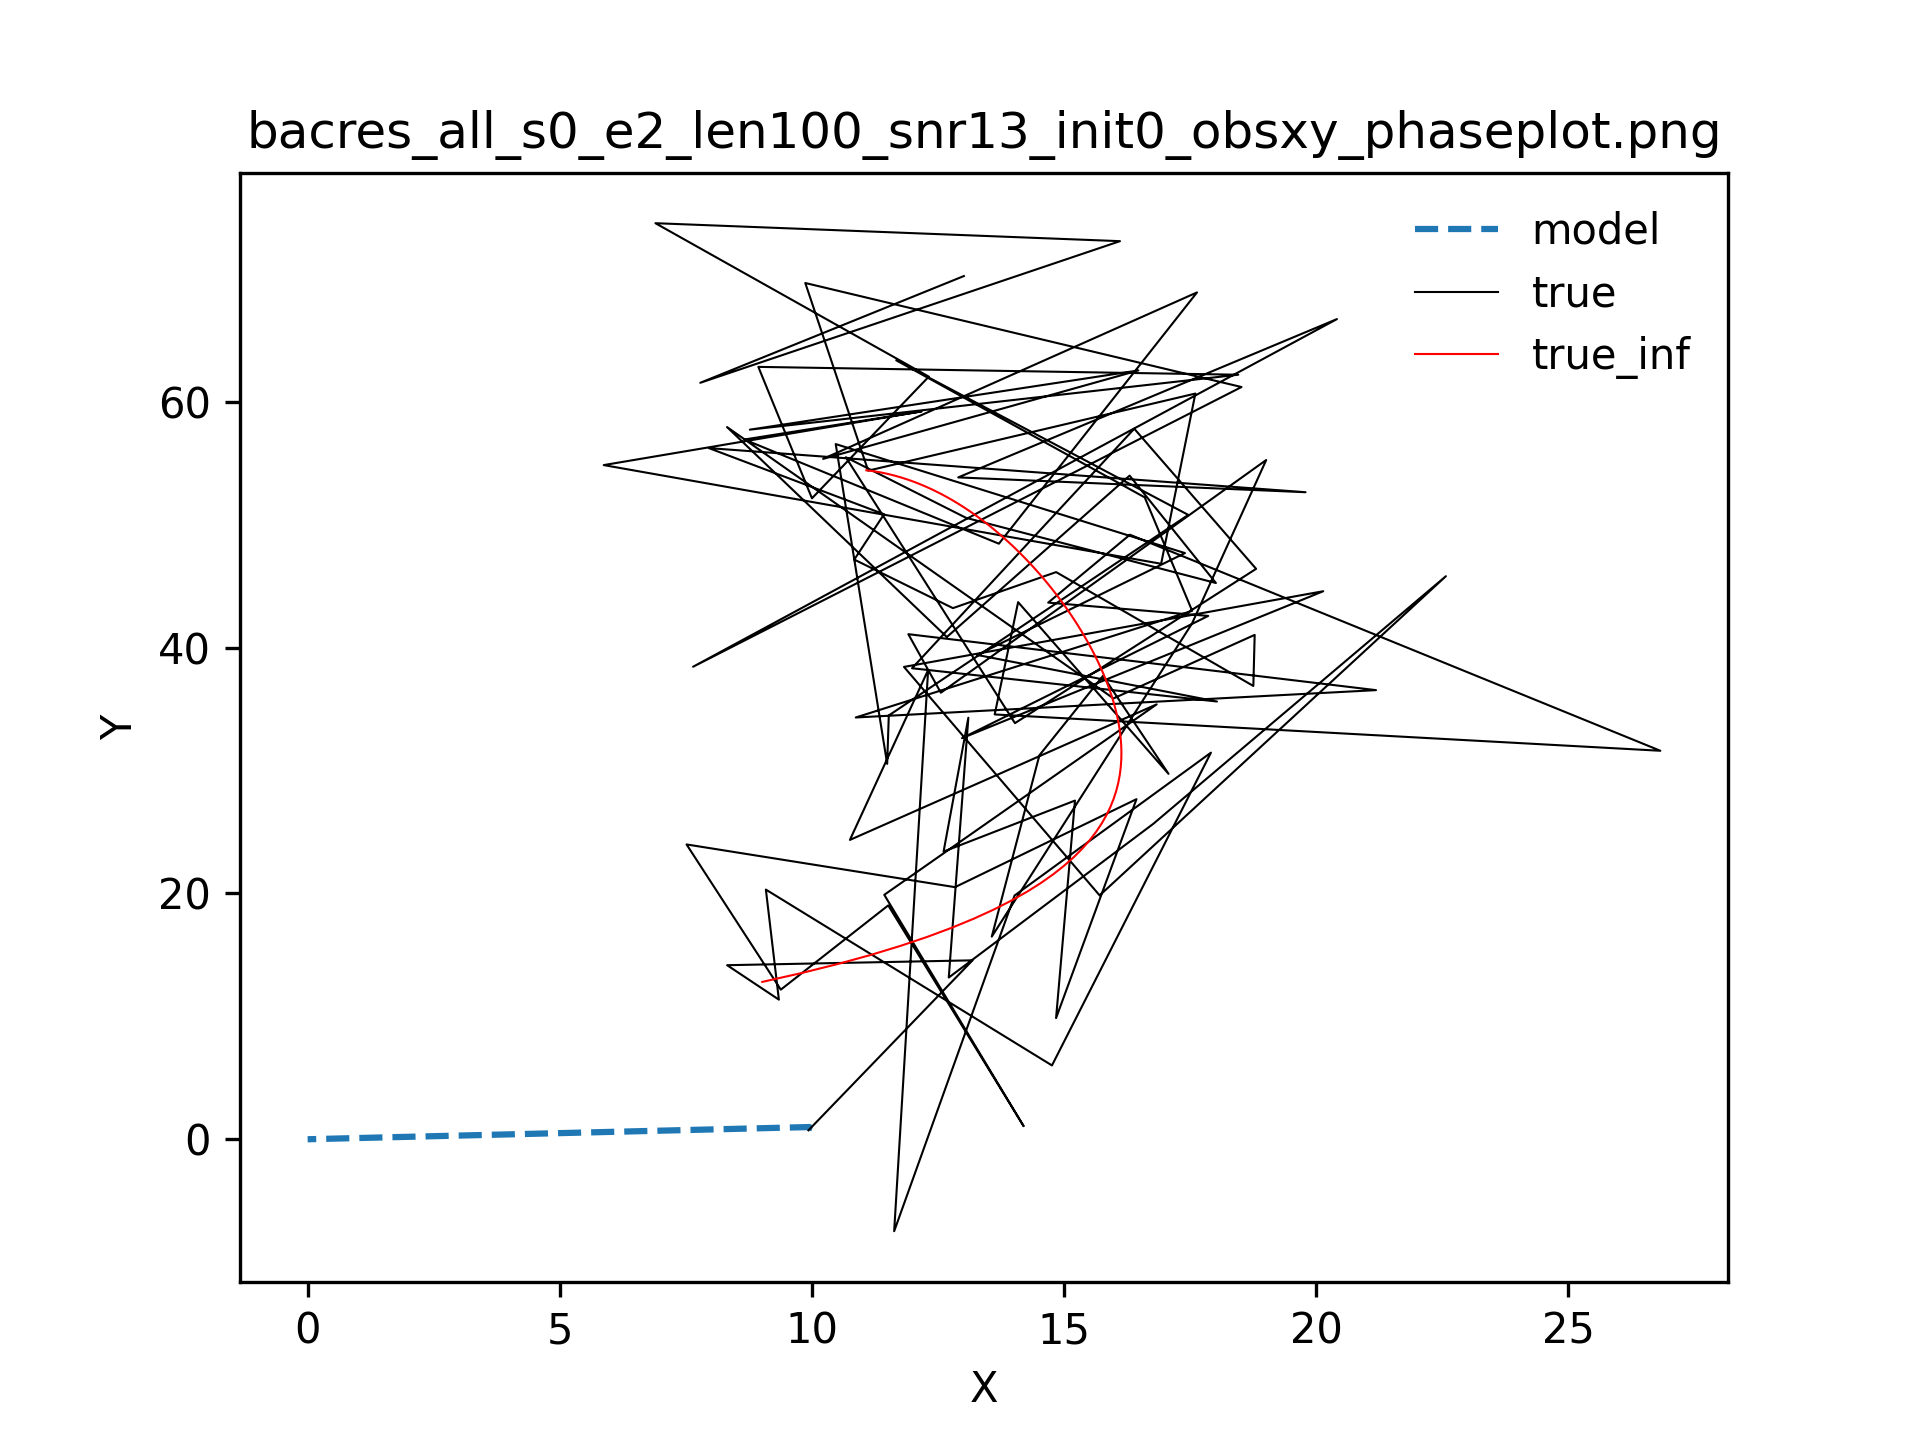 bacres_all_s0_e2_len100_snr13_init0_obsxy_phaseplot.png
model
true
true_inf
60
40
20
0
Y
0 5 10 15 20 25
X